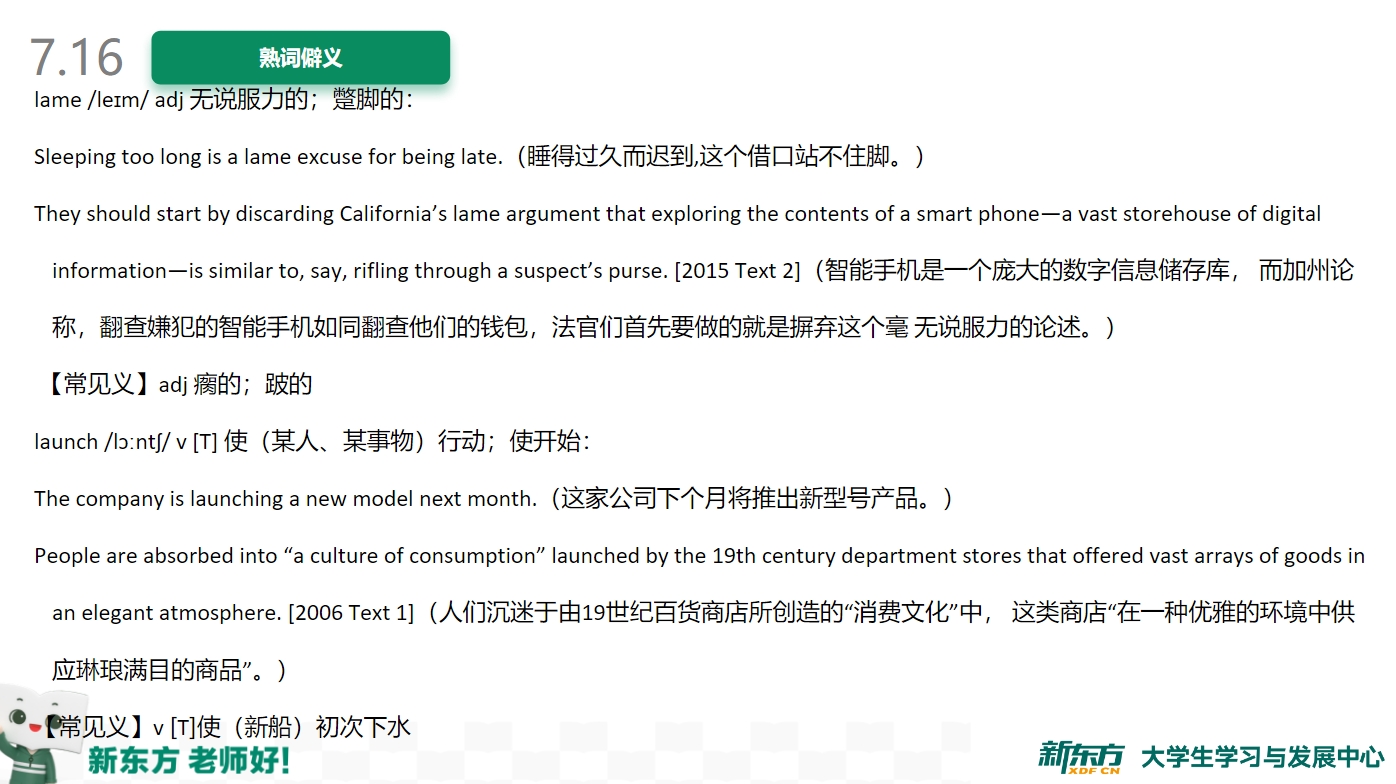 7.16
熟词僻义
lame /leɪm/ adj 无说服力的；蹩脚的：
Sleeping too long is a lame excuse for being late.（睡得过久而迟到,这个借口站不住脚。）
They should start by discarding California’s lame argument that exploring the contents of a smart phone—a vast storehouse of digital
information—is similar to, say, rifling through a suspect’s purse. [2015 Text 2]（智能手机是一个庞大的数字信息储存库， 而加州论
称，翻查嫌犯的智能手机如同翻查他们的钱包，法官们首先要做的就是摒弃这个毫 无说服力的论述。）
【常见义】adj 瘸的；跛的
launch /lɔːntʃ/ v [T] 使（某人、某事物）行动；使开始：
The company is launching a new model next month.（这家公司下个月将推出新型号产品。）
People are absorbed into “a culture of consumption” launched by the 19th century department stores that offered vast arrays of goods in
an elegant atmosphere. [2006 Text 1]（人们沉迷于由19世纪百货商店所创造的“消费文化”中， 这类商店“在一种优雅的环境中供
应琳琅满目的商品”。）
【常见义】v [T]使（新船）初次下水
新东方 老师好!
新东方 XDF.CN 大学生学习与发展中心